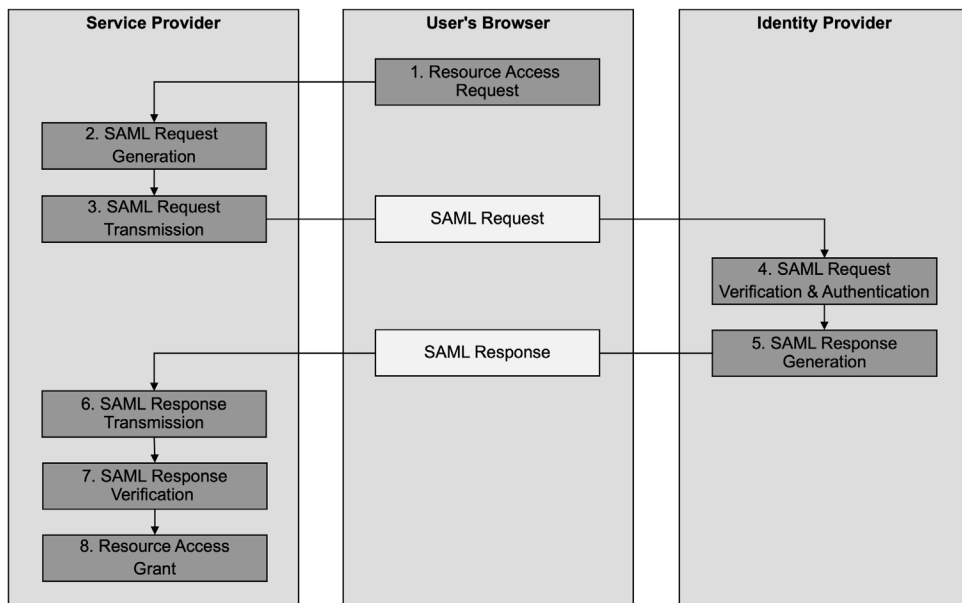 Service Provider
User's Browser
Identity Provider
1. Resource Access
Request
2. SAML Request
Generation
3. SAML Request
Transmission
SAML Request
4. SAML Request
Verification & Authentication
5. SAML Response
Generation
SAML Response
6. SAML Response
Transmission
7. SAML Response
Verification
8. Resource Access
Grant